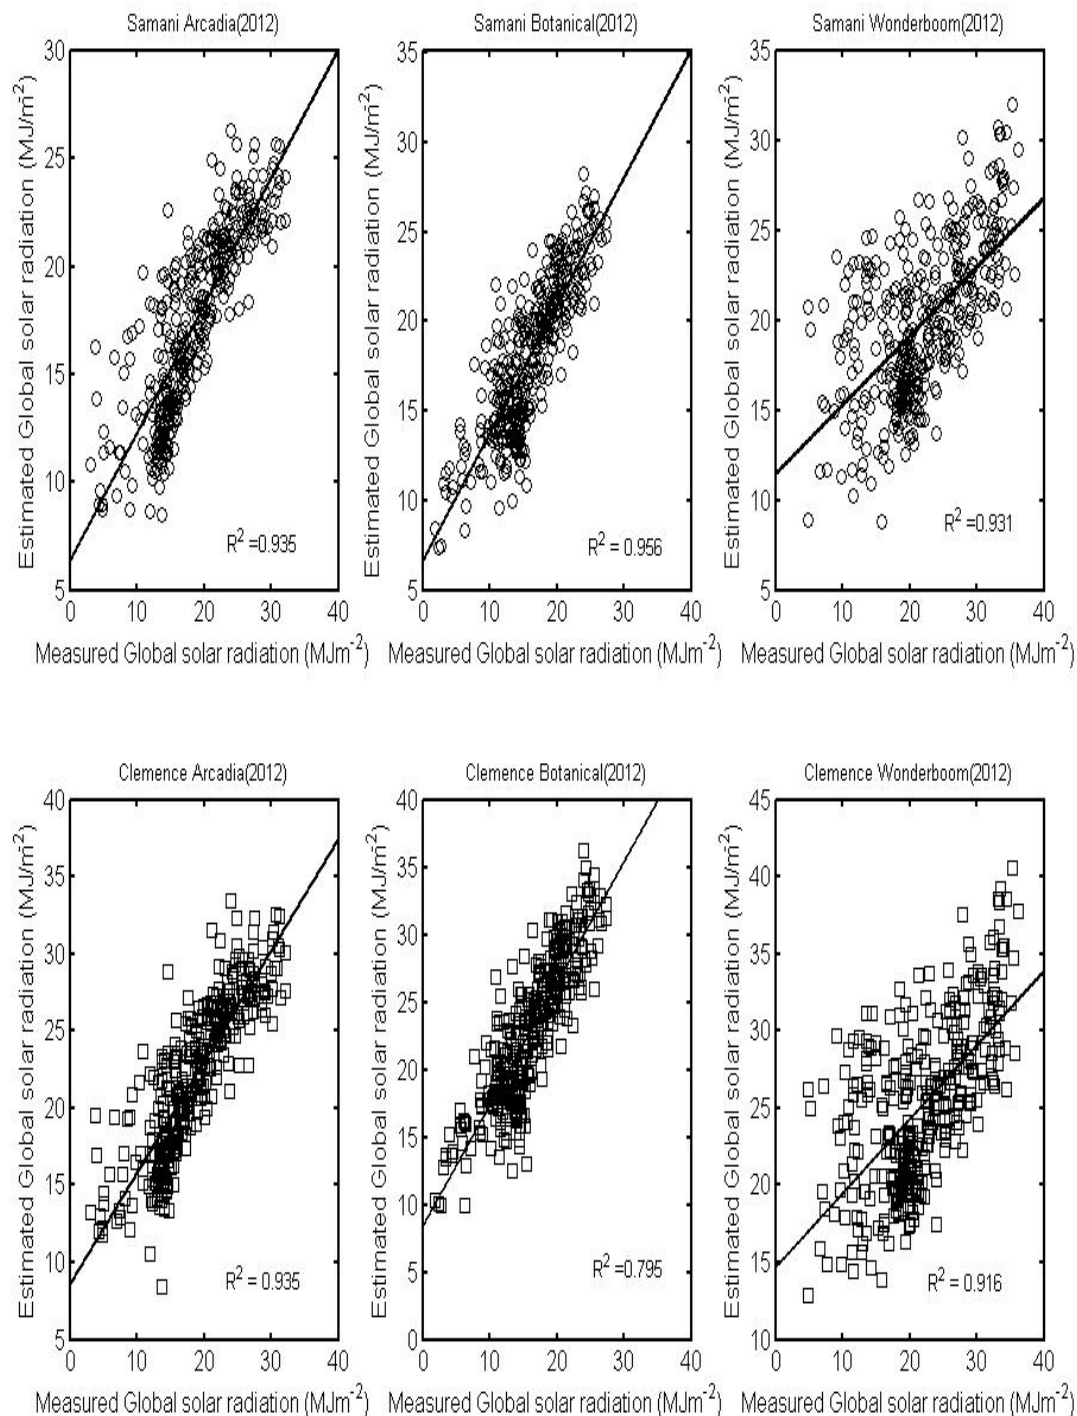 Samani Arcadia(2012)
Estimated Global solar radiation (MJ/m⁻²)
30
25
20
15
10
5
R² =0.935
0 10 20 30 40
Measured Global solar radiation (MJm⁻²)
Samani Botanical(2012)
Estimated Global solar radiation (MJ/m⁻²)
35
30
25
20
15
10
5
R² = 0.956
0 10 20 30 40
Measured Global solar radiation (MJm⁻²)
Samani Wonderboom(2012)
Estimated Global solar radiation (MJ/m⁻²)
35
30
25
20
15
10
5
R² =0.931
0 10 20 30 40
Measured Global solar radiation (MJm⁻²)
Clemence Arcadia(2012)
Estimated Global solar radiation (MJ/m⁻²)
40
35
30
25
20
15
10
5
R² = 0.935
0 10 20 30 40
Measured Global solar radiation (MJm⁻²)
Clemence Botanical(2012)
Estimated Global solar radiation (MJ/m⁻²)
40
35
30
25
20
15
10
5
0
R² =0.795
0 10 20 30 40
Measured Global solar radiation (MJm⁻²)
Clemence Wonderboom(2012)
Estimated Global solar radiation (MJ/m⁻²)
45
40
35
30
25
20
15
10
R² = 0.916
0 10 20 30 40
Measured Global solar radiation (MJm⁻²)